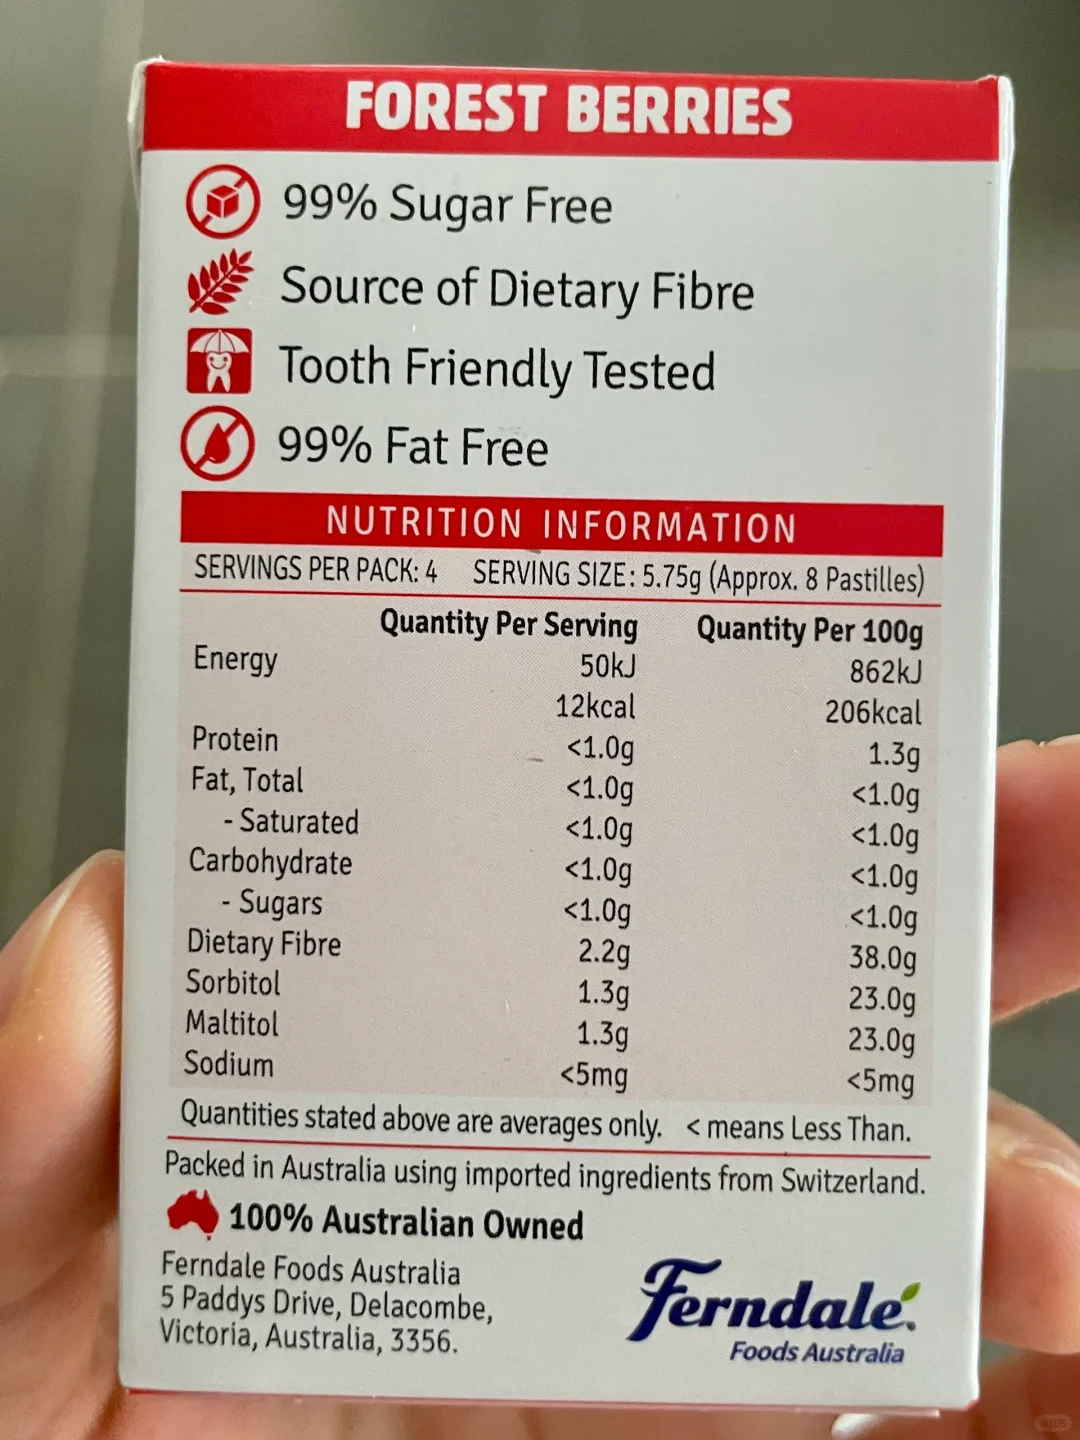 FOREST BERRIES
99% Sugar Free
Source of Dietary Fibre
Tooth Friendly Tested
99% Fat Free
NUTRITION INFORMATION
SERVINGS PER PACK: 4 SERVING SIZE: 5.75g (Approx. 8 Pastilles)
Quantity Per Serving Quantity Per 100g
Energy 50kJ 862kJ
12kcal 206kcal
Protein <1.0g 1.3g
Fat, Total <1.0g <1.0g
- Saturated <1.0g <1.0g
Carbohydrate <1.0g <1.0g
- Sugars <1.0g <1.0g
Dietary Fibre 2.2g 38.0g
Sorbitol 1.3g 23.0g
Maltitol 1.3g 23.0g
Sodium <5mg <5mg
Quantities stated above are averages only. < means Less Than.
Packed in Australia using imported ingredients from Switzerland.
100% Australian Owned
Ferndale Foods Australia
5 Paddys Drive, Delacombe,
Victoria, Australia, 3356.
Ferndale
Foods Australia